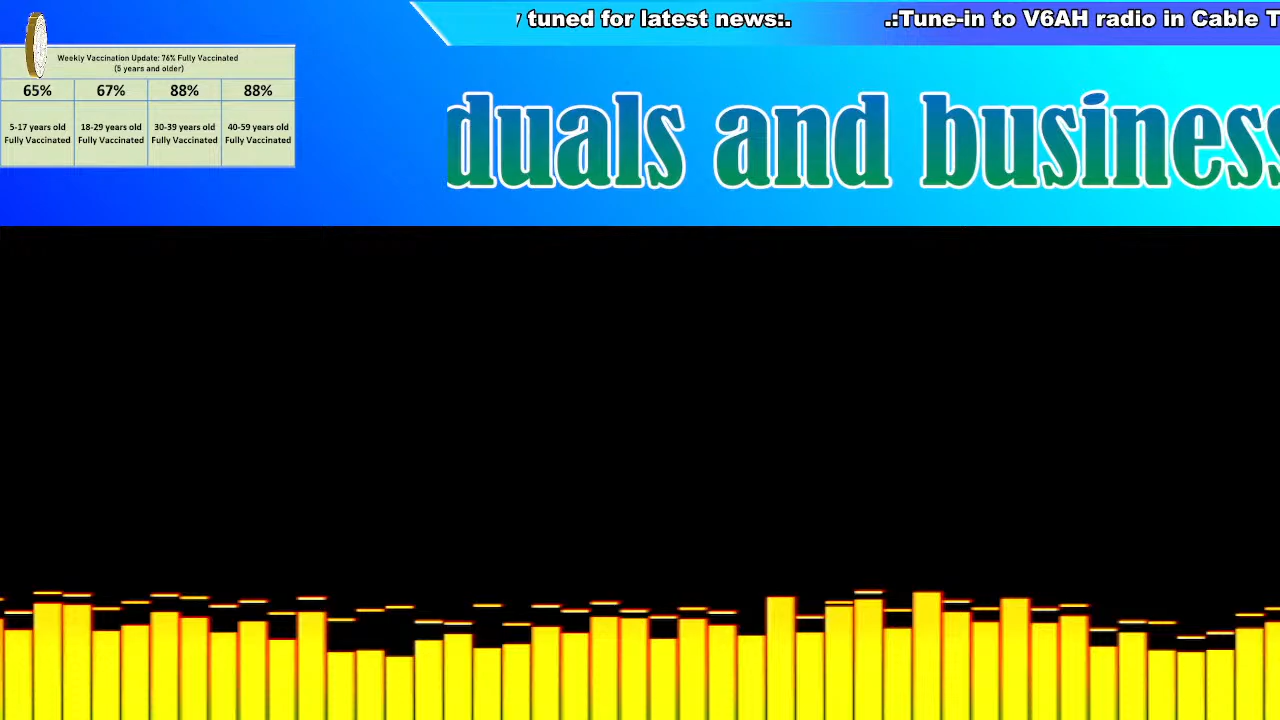 tuned for latest news:.
.:Tune-in to V6AH radio in Cable
Weekly Vaccination Update: 76% Fully Vaccinated
(5 years and older)
65% 67% 88% 88%
5-17 years old 18-29 years old 30-39 years old 40-59 years old
Fully Vaccinated Fully Vaccinated Fully Vaccinated Fully Vaccinated
duals and business